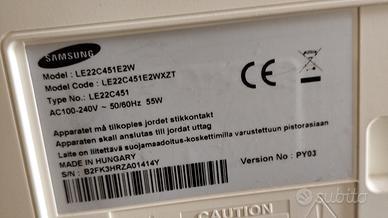 SAMSUNG
Model : LE22C451E2W
Model Code : LE22C451E2WXZT
Type No. : LE22C451
AC100-240V ~ 50/60Hz 55W
Apparatet må tilkoples jordet stikkontakt
Apparaten skall anslutas till jordat uttag
Laite on liitettävä suojamaadoitus-koskettimilla varustettuun pistorasiaan
MADE IN HUNGARY
S/N : B2FK3HRZA01414Y
Version No : PY03
CAUTION
subito